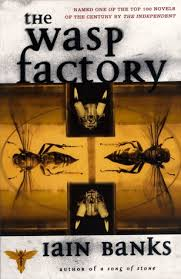 NAMED ONE OF THE TOP 100 NOVELS
OF THE CENTURY BY THE INDEPENDENT
the
wasp
factory
IAIN BANKS
AUTHOR OF A SONG OF STONE